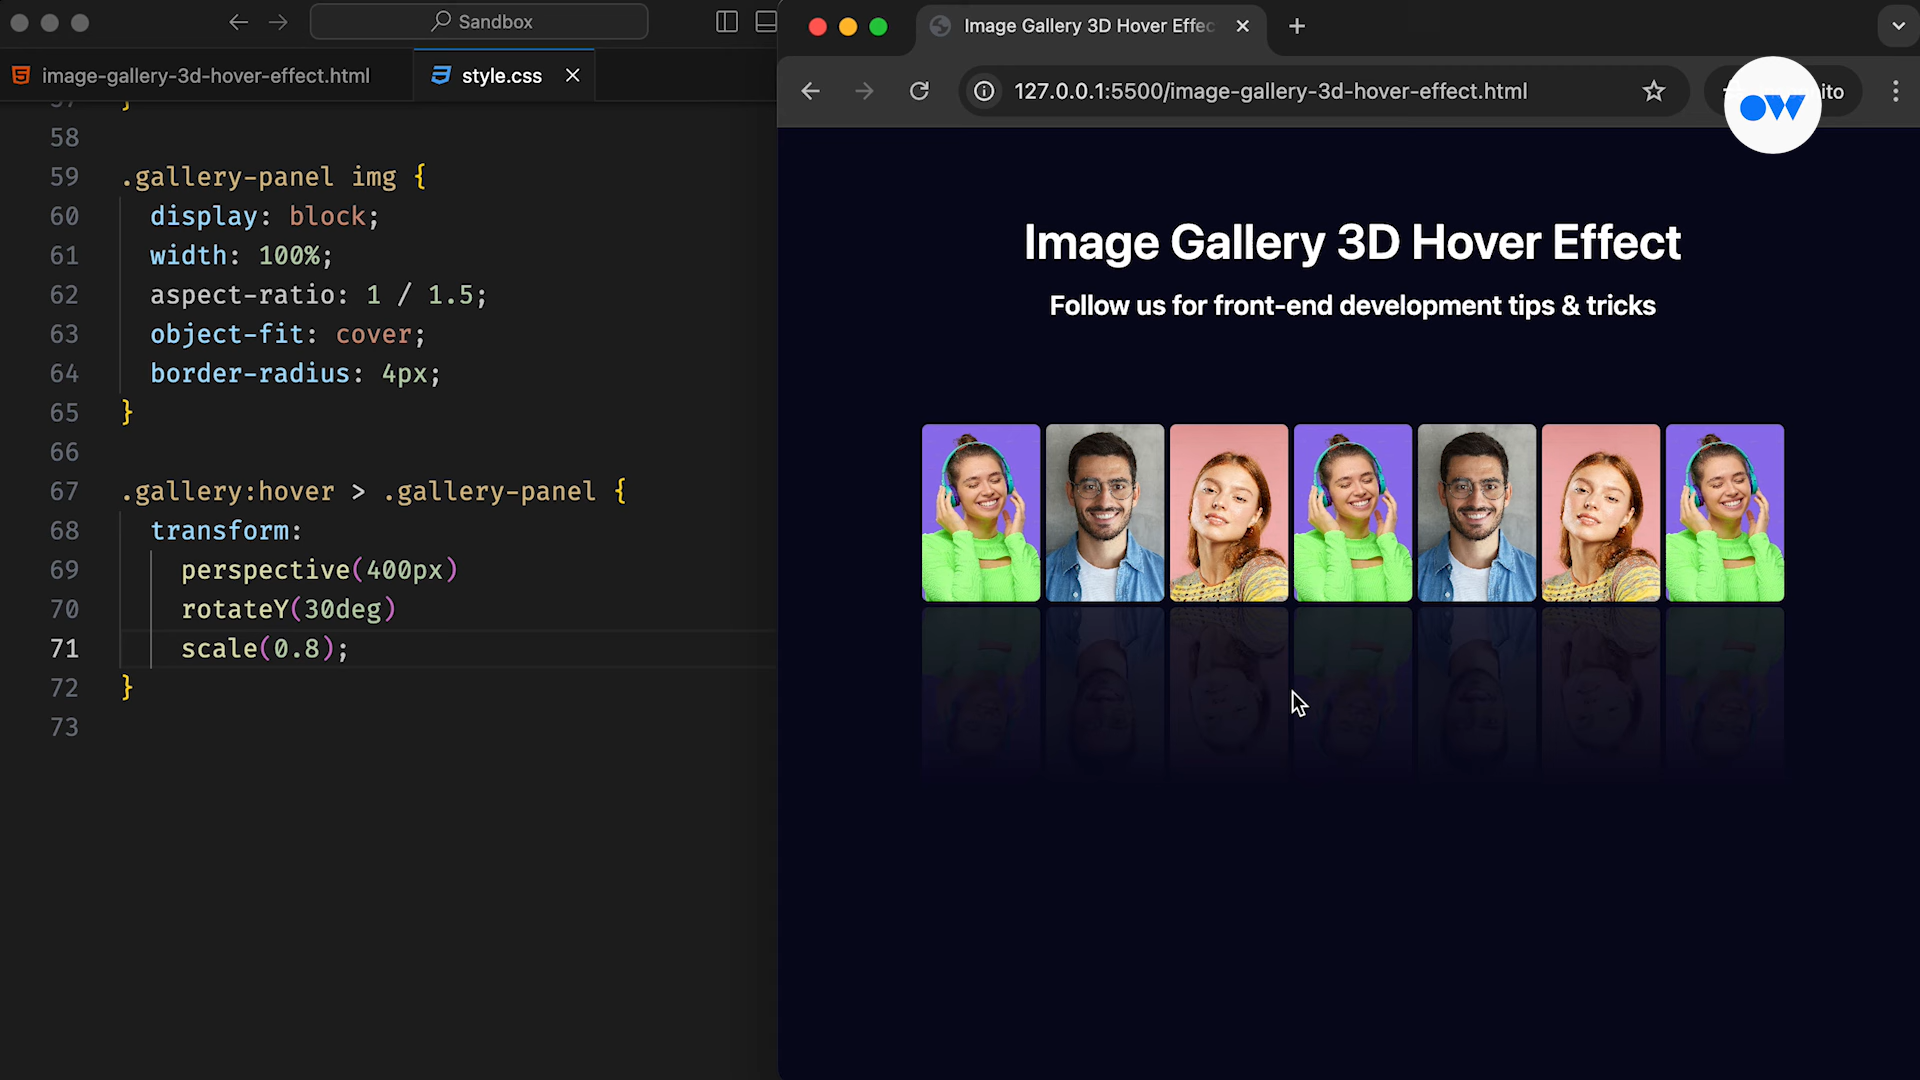 Sandbox
image-gallery-3d-hover-effect.html
style.css
57 }
58
59 .gallery-panel img {
60 display: block;
61 width: 100%;
62 aspect-ratio: 1 / 1.5;
63 object-fit: cover;
64 border-radius: 4px;
65 }
66
67 .gallery:hover > .gallery-panel {
68 transform:
69 perspective(400px)
70 rotateY(30deg)
71 scale(0.8);
72 }
73
Image Gallery 3D Hover Effec
127.0.0.1:5500/image-gallery-3d-hover-effect.html
ito
OW
Image Gallery 3D Hover Effect
Follow us for front-end development tips & tricks